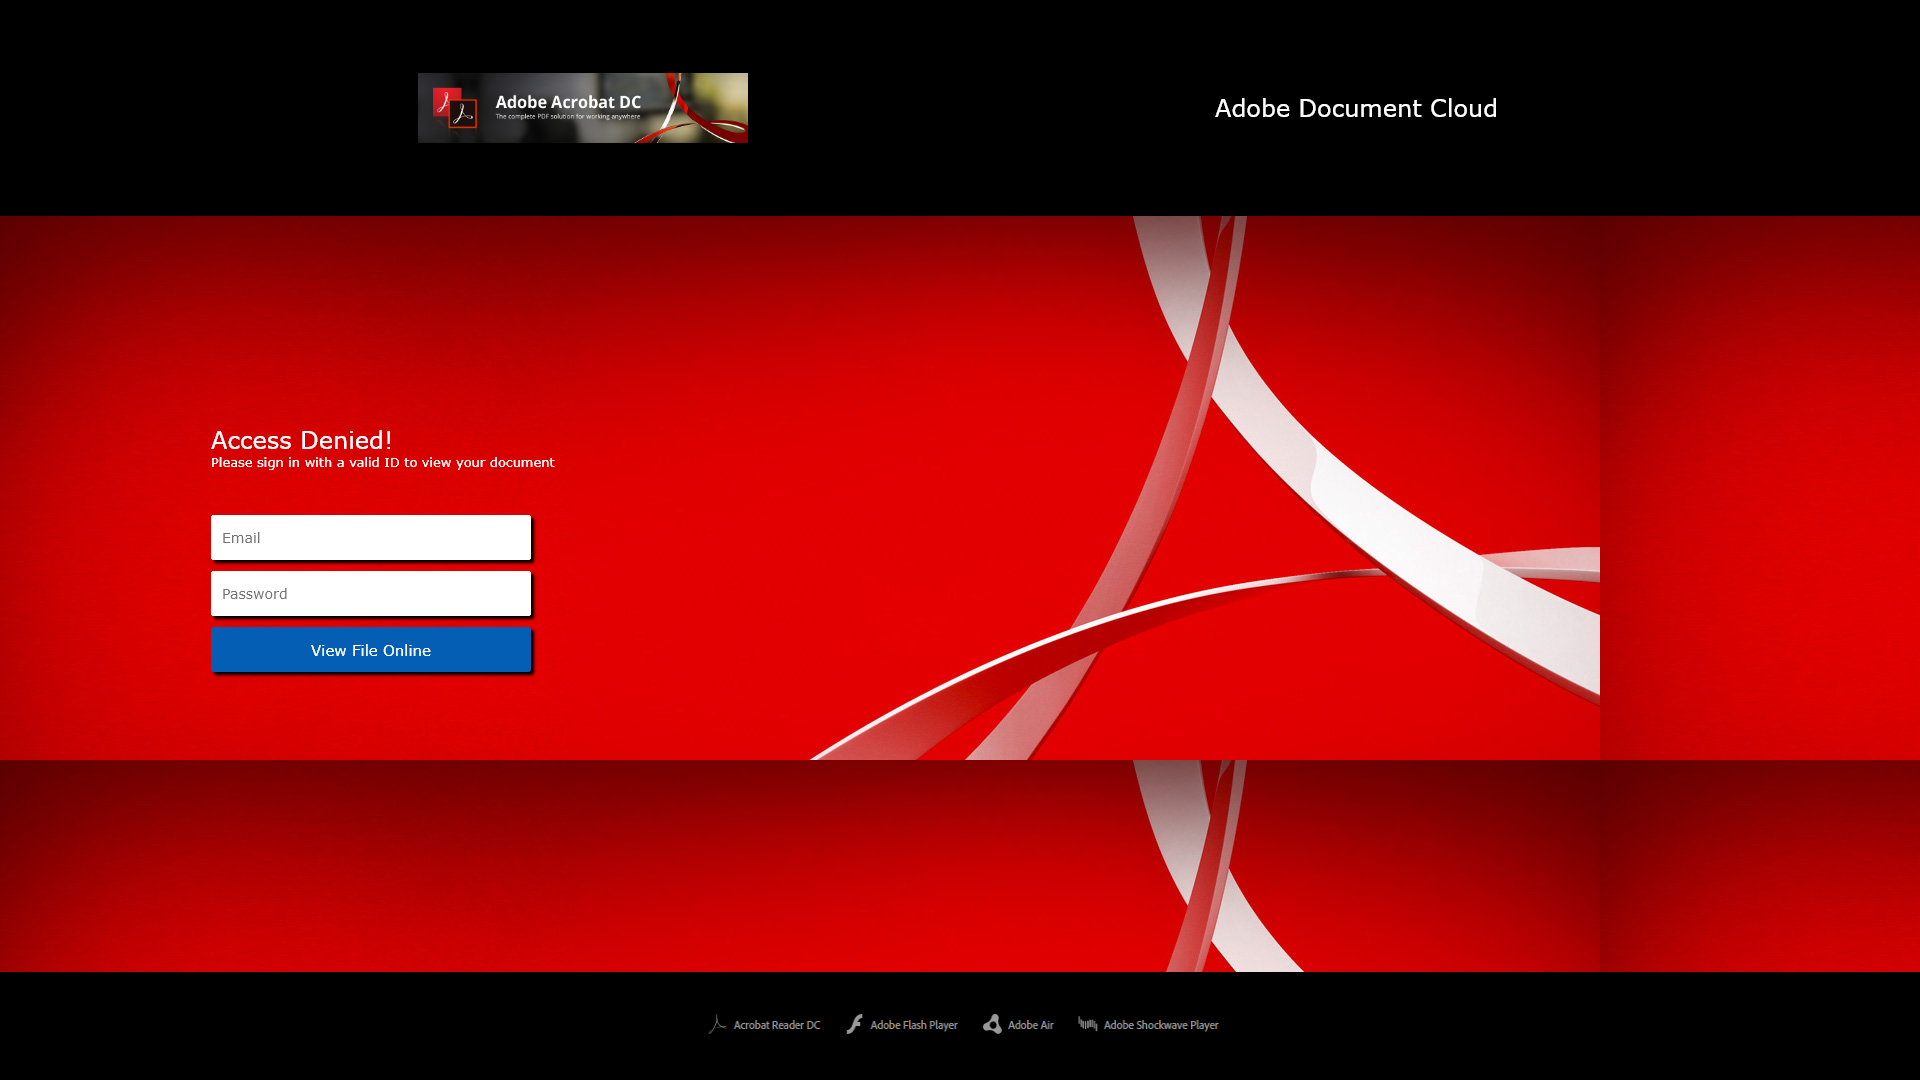 Adobe Acrobat DC
The complete PDF solution for working anywhere
Adobe Document Cloud
Access Denied!
Please sign in with a valid ID to view your document
Email
Password
View File Online
Acrobat Reader DC
Adobe Flash Player
Adobe Air
Adobe Shockwave Player